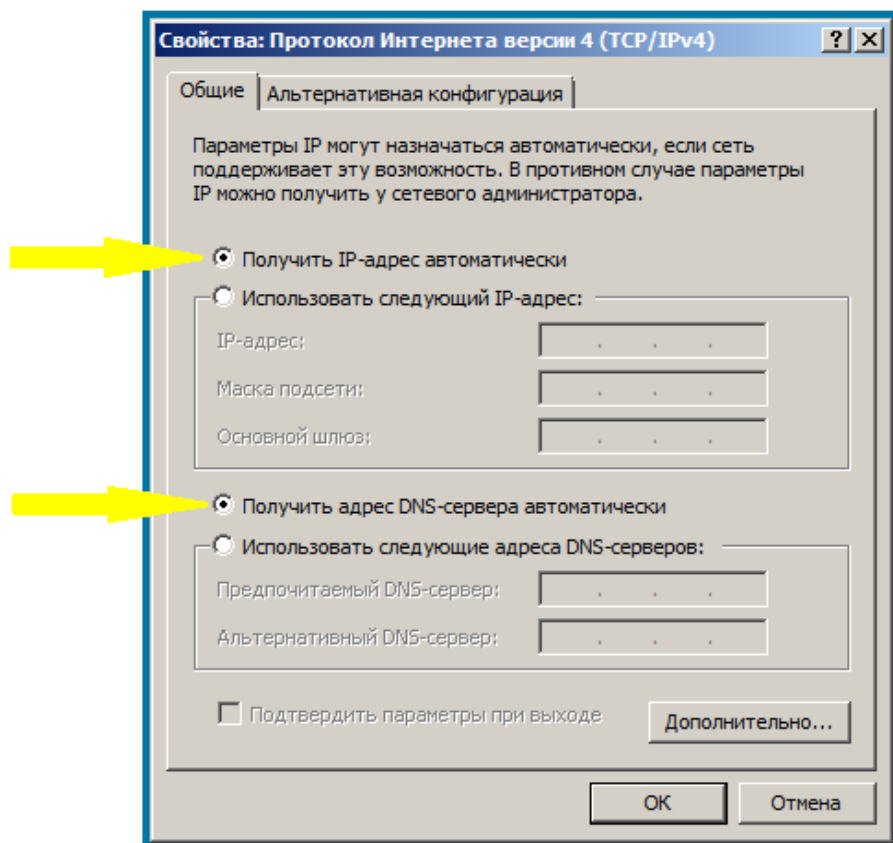 Свойства: Протокол Интернета версии 4 (TCP/IPv4)
Общие
Альтернативная конфигурация
Параметры IP могут назначаться автоматически, если сеть
поддерживает эту возможность. В противном случае параметры
IP можно получить у сетевого администратора.
Получить IP-адрес автоматически
Использовать следующий IP-адрес:
IP-адрес:
Маска подсети:
Основной шлюз:
Получить адрес DNS-сервера автоматически
Использовать следующие адреса DNS-серверов:
Предпочитаемый DNS-сервер:
Альтернативный DNS-сервер:
Подтвердить параметры при выходе
Дополнительно...
ОК
Отмена